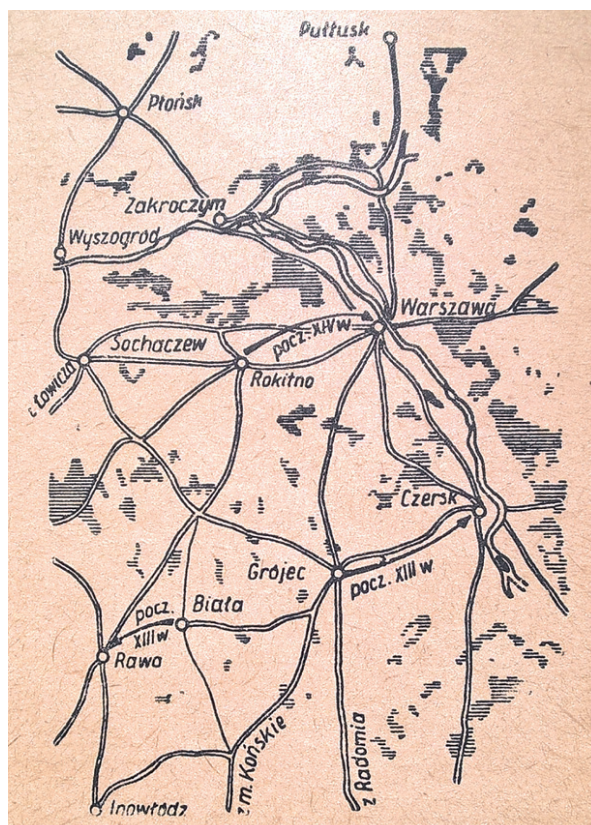 Pułtusk
Płońsk
Zakroczym
Wyszogród
Warszawa
pocz. XIV w
Sochaczew
Rokitno
z Łowicza
Czersk
Grójec
pocz. XIII w
pocz.
XIII w
Biała
Rawa
z m. Końskie
z Radomia
Inowłódz